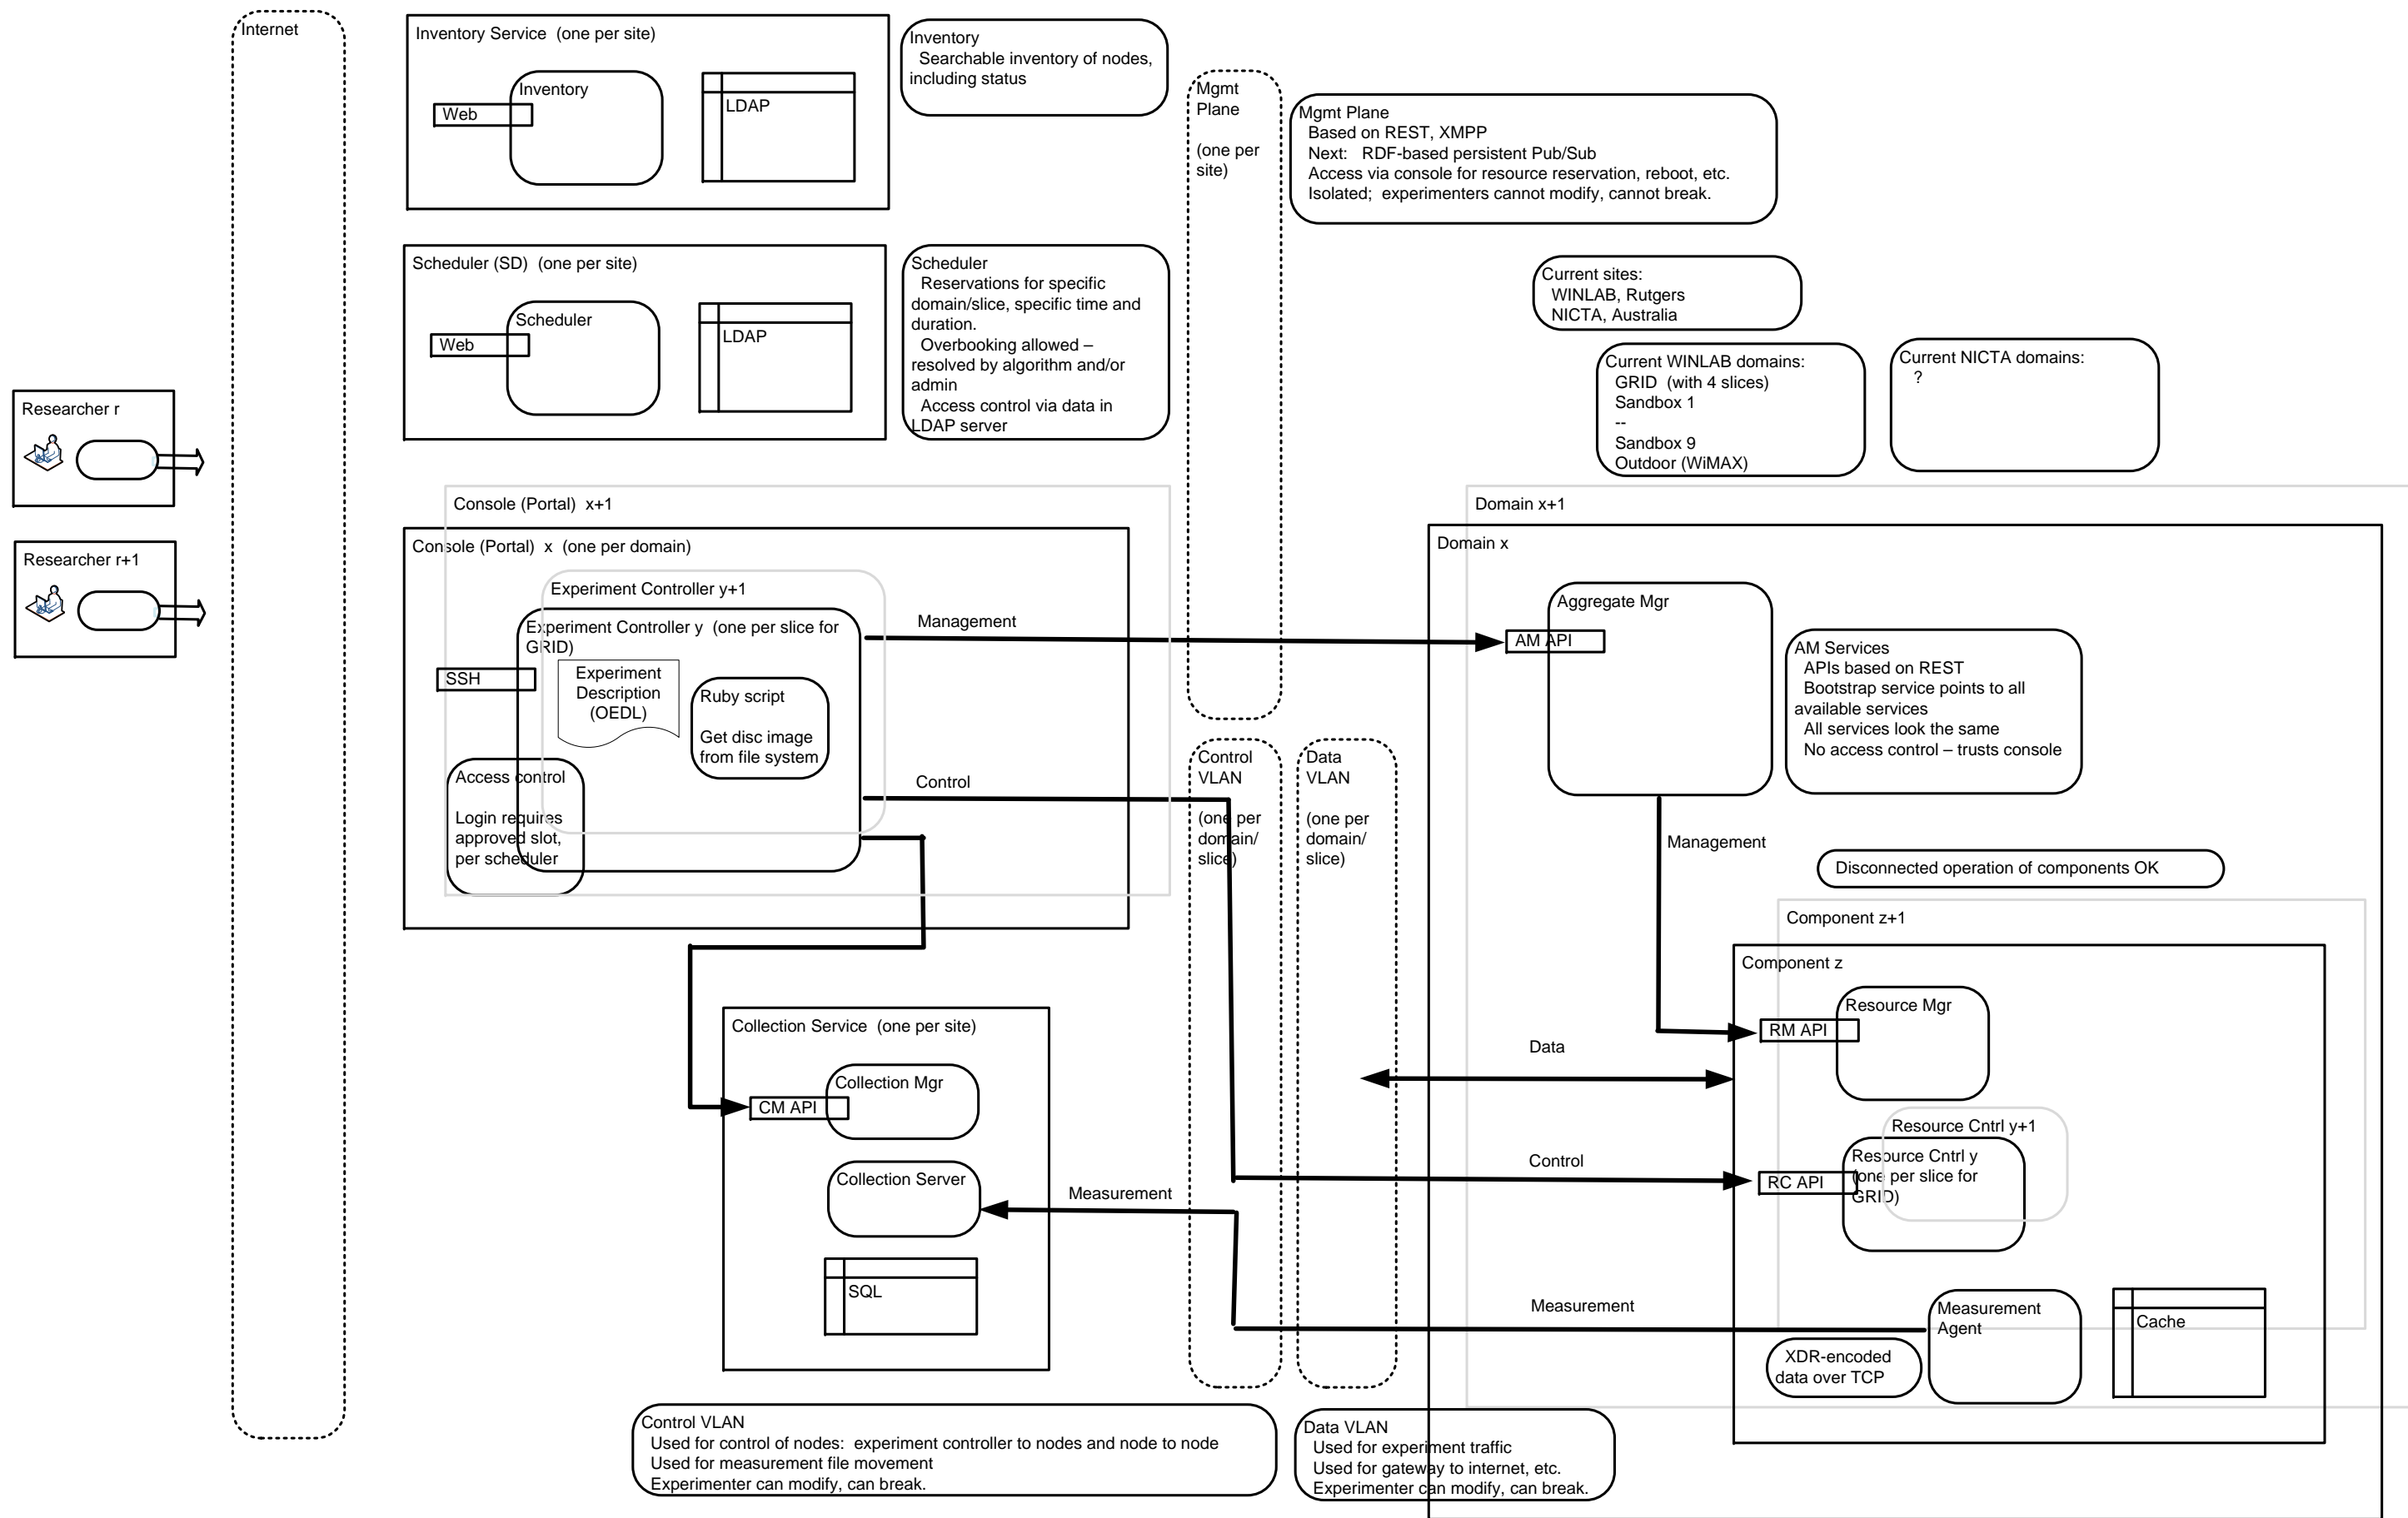 Internet
Inventory Service  (one per site)
Inventory
Web
LDAP
Inventory
Searchable inventory of nodes,
including status
Mgmt
Plane
(one per
site)
Mgmt Plane
Based on REST, XMPP
Next:   RDF-based persistent Pub/Sub
Access via console for resource reservation, reboot, etc.
Isolated;  experimenters cannot modify, cannot break.
Scheduler (SD)  (one per site)
Scheduler
Web
LDAP
Scheduler
Reservations for specific
domain/slice, specific time and
duration.
Overbooking allowed –
resolved by algorithm and/or
admin
Access control via data in
LDAP server
Current sites:
WINLAB, Rutgers
NICTA, Australia
Current WINLAB domains:
GRID  (with 4 slices)
Sandbox 1
--
Sandbox 9
Outdoor (WiMAX)
Current NICTA domains:
?
Researcher r
Researcher r+1
Console (Portal)  x+1
Console (Portal)  x  (one per domain)
Experiment Controller y+1
Experiment Controller y  (one per slice for
GRID)
SSH
Experiment
Description
(OEDL)
Ruby script
Get disc image
from file system
Access control
Login requires
approved slot,
per scheduler
Management
Control
Control
VLAN
(one per
domain/
slice)
Data
VLAN
(one per
domain/
slice)
Domain x+1
Domain x
Aggregate Mgr
AM API
AM Services
APIs based on REST
Bootstrap service points to all
available services
All services look the same
No access control – trusts console
Management
Disconnected operation of components OK
Component z+1
Component z
Resource Mgr
RM API
Data
Resource Cntrl y+1
Resource Cntrl y
(one per slice for
GRID)
RC API
Control
Collection Service  (one per site)
Collection Mgr
CM API
Collection Server
Measurement
SQL
Measurement
Measurement
Agent
Cache
XDR-encoded
data over TCP
Control VLAN
Used for control of nodes:  experiment controller to nodes and node to node
Used for measurement file movement
Experimenter can modify, can break.
Data VLAN
Used for experiment traffic
Used for gateway to internet, etc.
Experimenter can modify, can break.